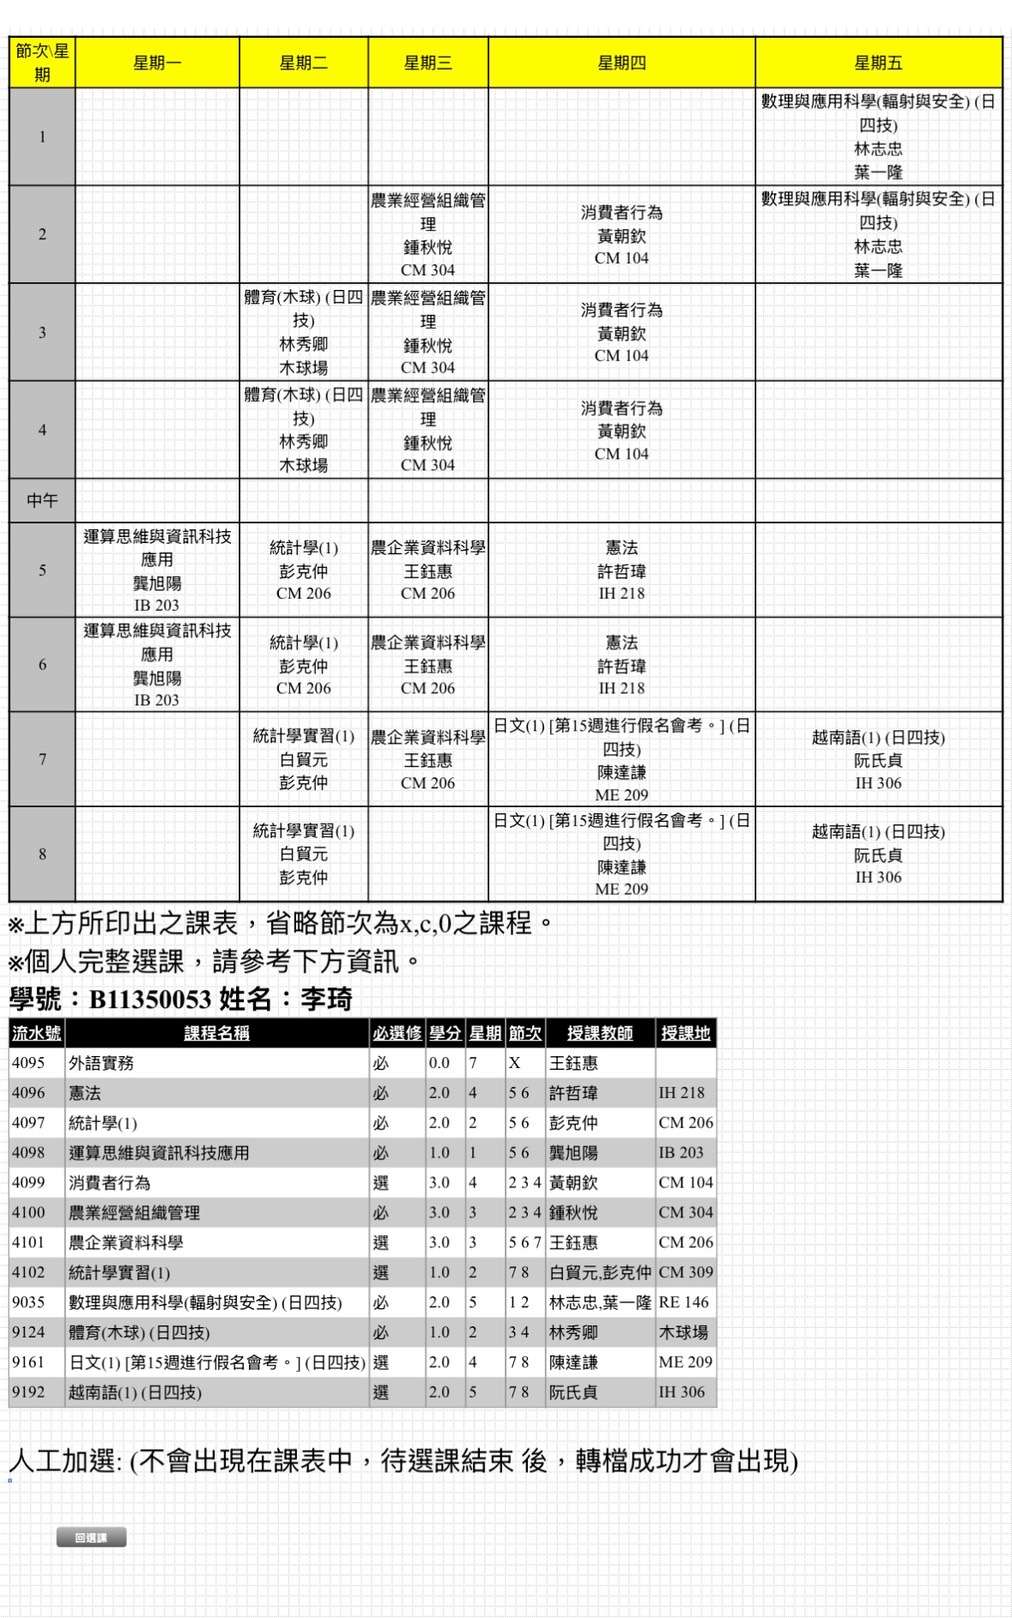 節次\星期 星期一 星期二 星期三 星期四 星期五
1 數理與應用科學(輻射與安全) (日四技) 林志忠 葉一隆
2 農業經營組織管理 鍾秋悅 CM 304 消費者行為 黃朝欽 CM 104 數理與應用科學(輻射與安全) (日四技) 林志忠 葉一隆
3 體育(木球) (日四技) 林秀卿 木球場 農業經營組織管理 鍾秋悅 CM 304 消費者行為 黃朝欽 CM 104
4 體育(木球) (日四技) 林秀卿 木球場 農業經營組織管理 鍾秋悅 CM 304 消費者行為 黃朝欽 CM 104
中午
5 運算思維與資訊科技應用 龔旭陽 IB 203 統計學(1) 彭克仲 CM 206 農企業資料科學 王鈺惠 CM 206 憲法 許哲瑋 IH 218
6 運算思維與資訊科技應用 龔旭陽 IB 203 統計學(1) 彭克仲 CM 206 農企業資料科學 王鈺惠 CM 206 憲法 許哲瑋 IH 218
7 統計學實習(1) 白貿元 彭克仲 農企業資料科學 王鈺惠 CM 206 日文(1) [第15週進行假名會考。] (日四技) 陳達謙 ME 209 越南語(1) (日四技) 阮氏貞 IH 306
8 統計學實習(1) 白貿元 彭克仲 日文(1) [第15週進行假名會考。] (日四技) 陳達謙 ME 209 越南語(1) (日四技) 阮氏貞 IH 306
※上方所印出之課表，省略節次為x,c,0之課程。
※個人完整選課，請參考下方資訊。
學號：B11350053 姓名：李琦
流水號 課程名稱 必選修 學分 星期 節次 授課教師 授課地
4095 外語實務 必 0.0 7 X 王鈺惠
4096 憲法 必 2.0 4 5 6 許哲瑋 IH 218
4097 統計學(1) 必 2.0 2 5 6 彭克仲 CM 206
4098 運算思維與資訊科技應用 必 1.0 1 5 6 龔旭陽 IB 203
4099 消費者行為 選 3.0 4 2 3 4 黃朝欽 CM 104
4100 農業經營組織管理 必 3.0 3 2 3 4 鍾秋悅 CM 304
4101 農企業資料科學 選 3.0 3 5 6 7 王鈺惠 CM 206
4102 統計學實習(1) 選 1.0 2 7 8 白貿元,彭克仲 CM 309
9035 數理與應用科學(輻射與安全) (日四技) 必 2.0 5 1 2 林志忠,葉一隆 RE 146
9124 體育(木球) (日四技) 必 1.0 2 3 4 林秀卿 木球場
9161 日文(1) [第15週進行假名會考。] (日四技) 選 2.0 4 7 8 陳達謙 ME 209
9192 越南語(1) (日四技) 選 2.0 5 7 8 阮氏貞 IH 306
人工加選: (不會出現在課表中，待選課結束 後，轉檔成功才會出現)
回選課